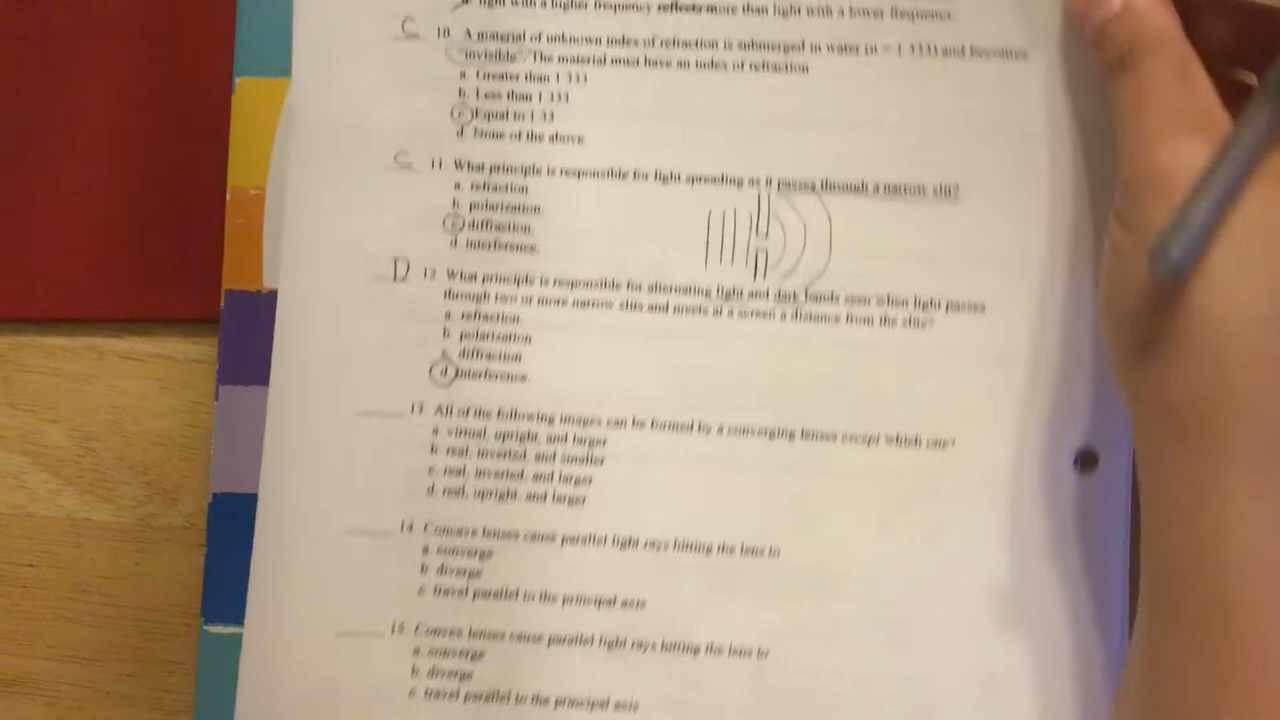 light with a higher frequency reflects more than light with a lower frequency.
C 10. A material of unknown index of refraction is submerged in water (n = 1.333) and becomes
"invisible". The material must have an index of refraction
a. Greater than 1.333
b. Less than 1.333
c. Equal to 1.33
d. None of the above
C 11. What principle is responsible for light spreading as it passes through a narrow slit?
a. refraction
b. polarization
c. diffraction
d. interference
D 12. What principle is responsible for alternating light and dark bands seen when light passes
through two or more narrow slits and meets at a screen a distance from the slits?
a. refraction
b. polarization
c. diffraction
d. interference
13. All of the following images can be formed by a converging lenses except which one?
a. virtual, upright, and larger
b. real, inverted, and smaller
c. real, inverted, and larger
d. real, upright, and larger
14. Concave lenses cause parallel light rays hitting the lens to
a. converge
b. diverge
c. travel parallel to the principal axis
15. Convex lenses cause parallel light rays hitting the lens to
a. converge
b. diverge
c. travel parallel to the principal axis